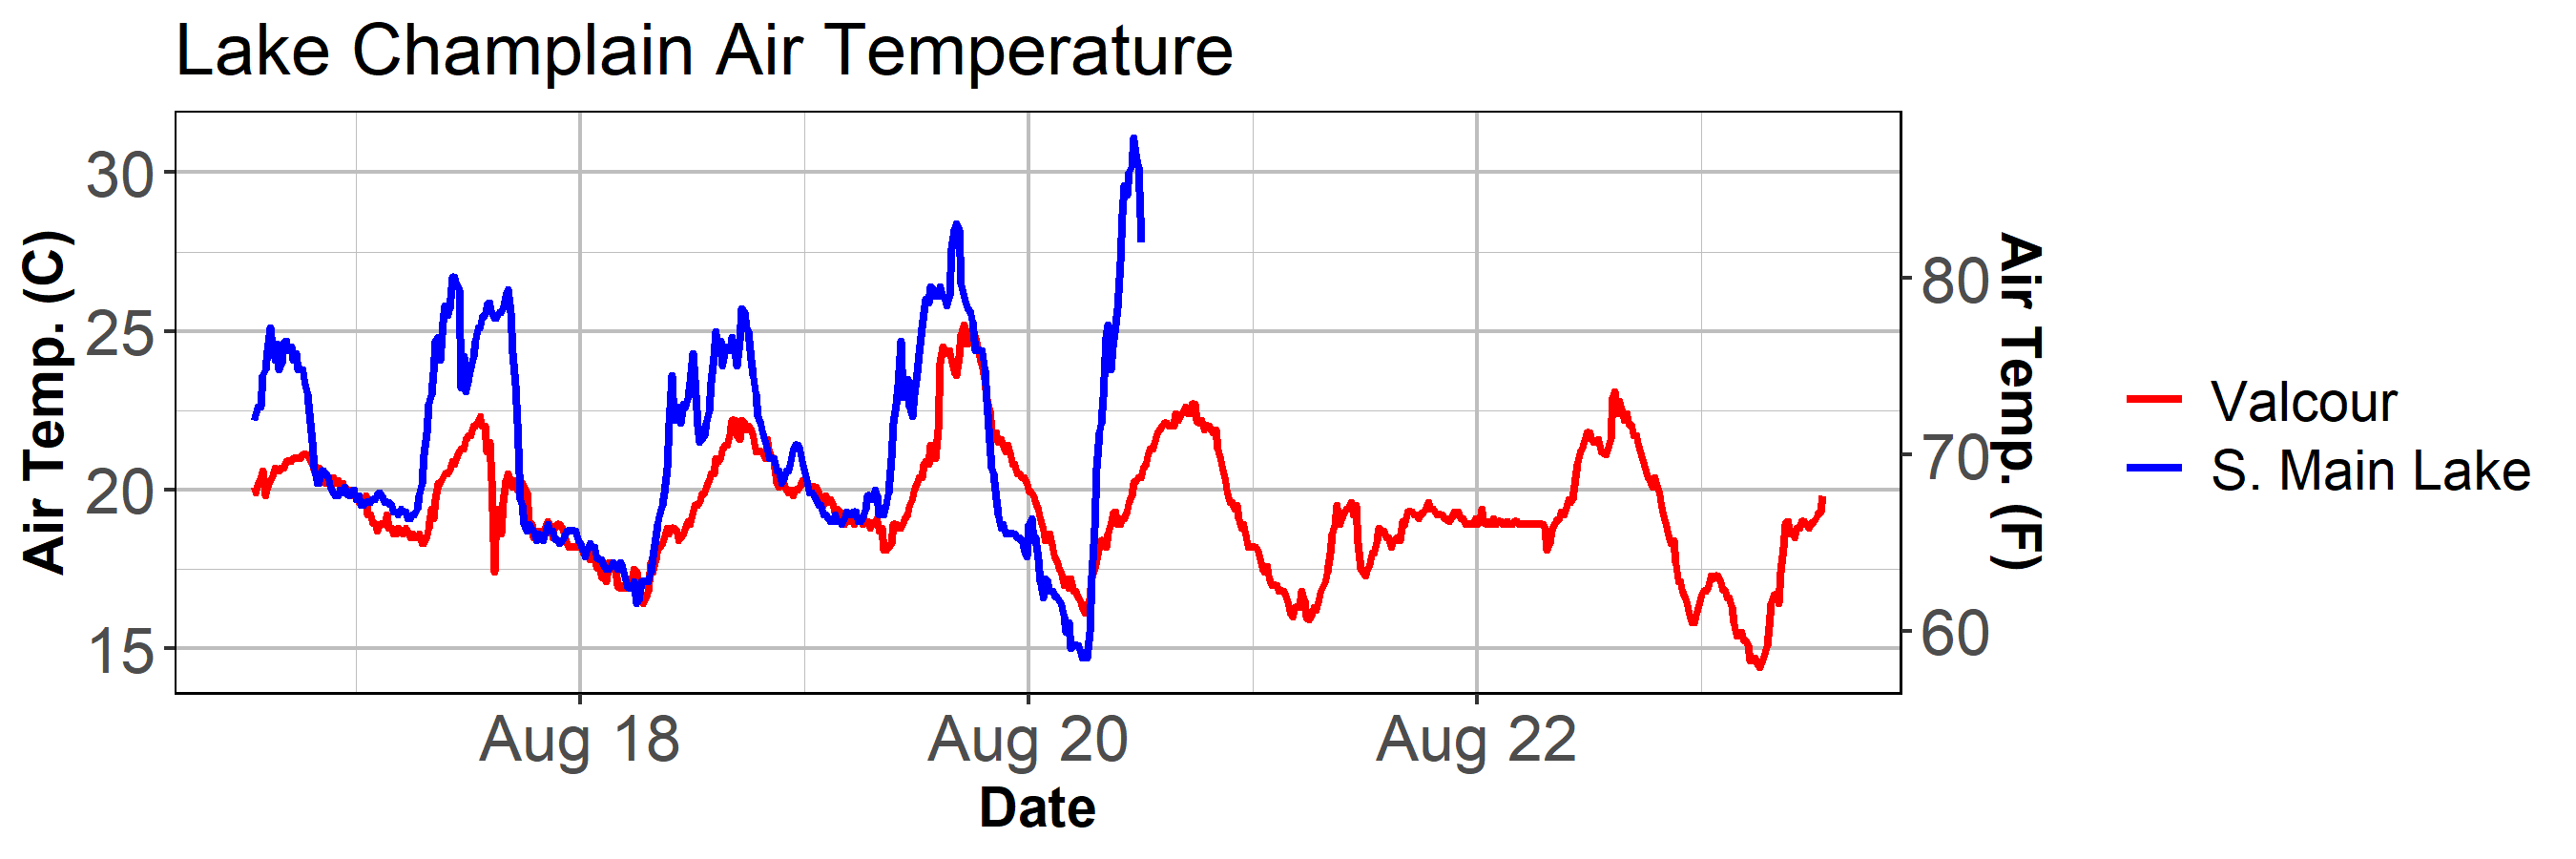 Lake Champlain Air Temperature
Air Temp. (C)
30
25
20
15
80
70
60
Air Temp. (F)
Valcour
S. Main Lake
Aug 18
Aug 20
Aug 22
Date